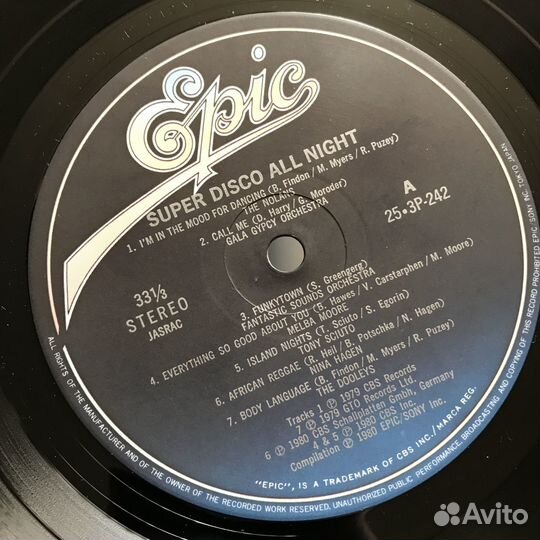 Epic
SUPER DISCO ALL NIGHT
1. I'M IN THE MOOD FOR DANCING (B. Findon/M. Myers/R. Puzey)
THE NOLANS
2. CALL ME (D. Harry/G. Moroder)
GALA GYPCY ORCHESTRA
A
25•3P-242
33⅓
STEREO
JASRAC
3. FUNKYTOWN (S. Greengerg)
FANTASTIC SOUNDS ORCHESTRA
4. EVERYTHING SO GOOD ABOUT YOU (B. Hawes/V. Carstarphen/M. Moore)
MELBA MOORE
5. ISLAND NIGHTS (T. Sciuto/S. Egorin)
TONY SCIUTO
6. AFRICAN REGGAE (R. Heil/B. Potschka/N. Hagen)
NINA HAGEN
7. BODY LANGUAGE (B. Findon/M. Myers/R. Puzey)
THE DOOLEYS
Tracks 1 ℗ 1979 CBS Records
7 ℗ 1979 GTO Records Ltd.
6 ℗ 1980 CBS Schallplatten GmbH, Germany
4 & 5 ℗ 1980 CBS Inc.
Compilation ℗ 1980 EPIC/SONY Inc.
"EPIC", IS A TRADEMARK OF CBS INC./MARCA REG.
ALL RIGHTS OF THE MANUFACTURER AND OF THE OWNER OF THE RECORDED WORK RESERVED. UNAUTHORIZED PUBLIC PERFORMANCE, BROADCASTING AND COPYING OF THIS RECORD PROHIBITED EPIC/SONY INC. TOKYO JAPAN
Avito